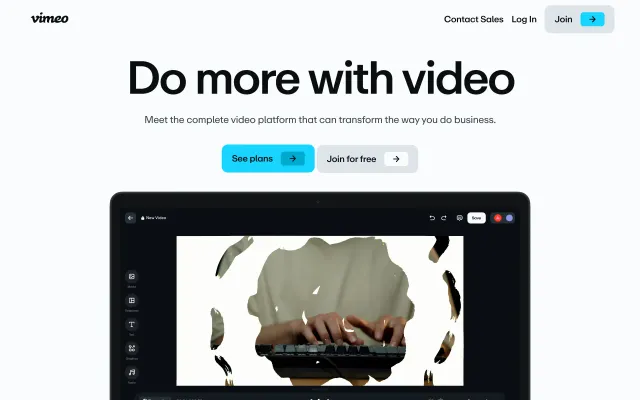 vimeo
Contact Sales
Log In
Join
Do more with video
Meet the complete video platform that can transform the way you do business.
See plans
Join for free
New Video
Save